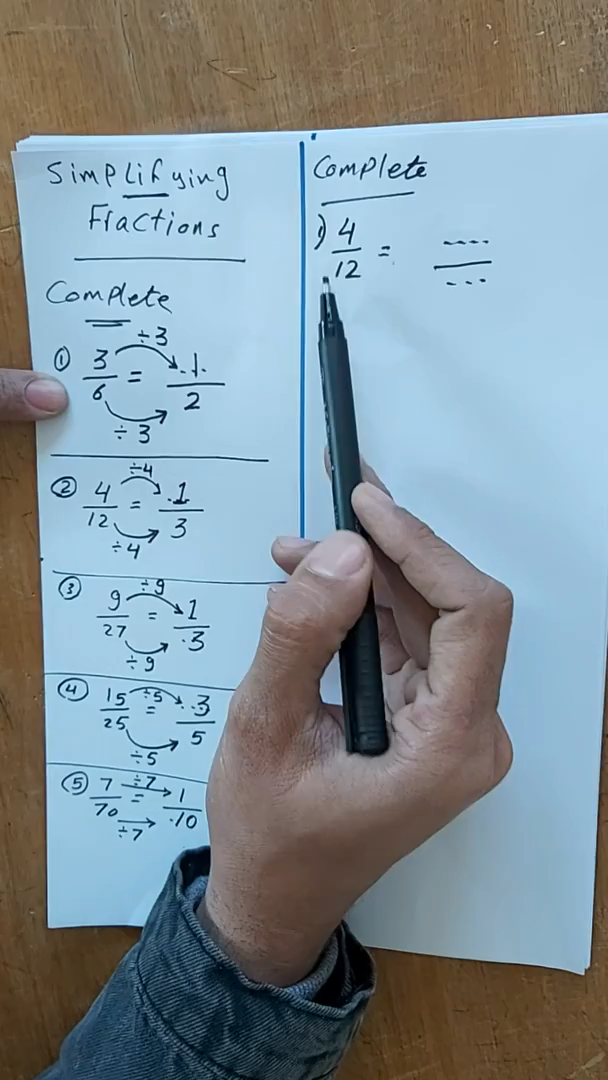 Simplifying
Fractions
Complete
① 3/6 = 1/2
÷3
÷3
② 4/12 = 1/3
÷4
÷4
③ 9/27 = 1/3
÷9
÷9
④ 15/25 = 3/5
÷5
÷5
⑤ 7/70 = 1/10
÷7
÷7
Complete
1) 4/12 = ..../...